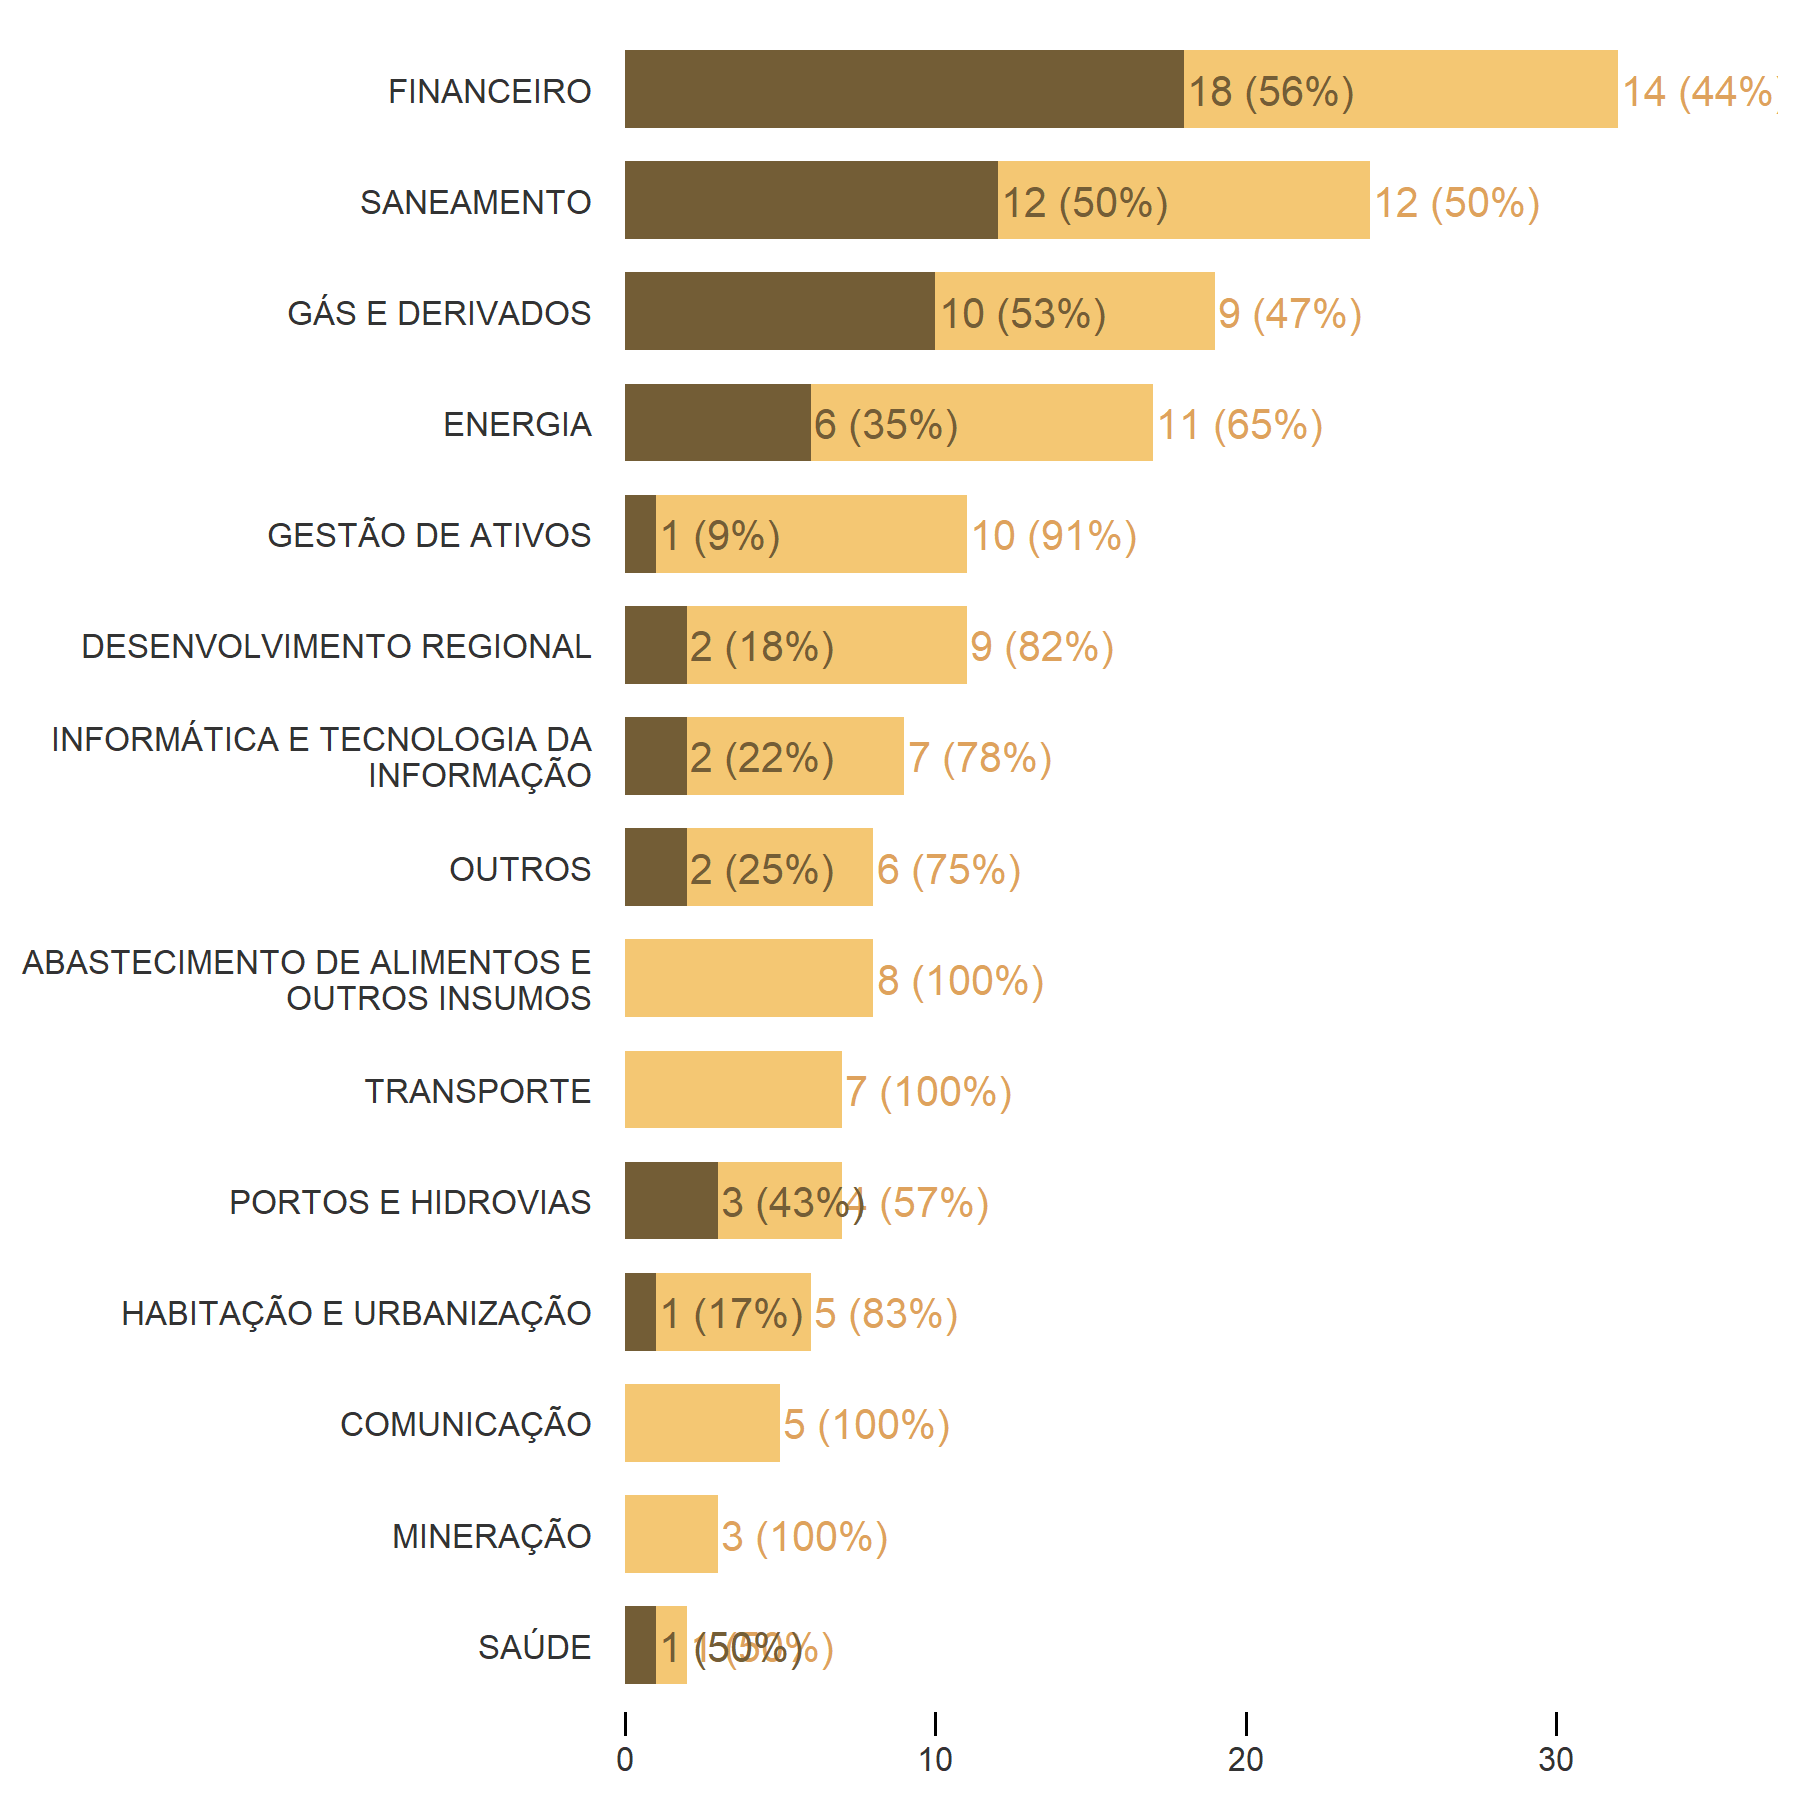 FINANCEIRO 18 (56%) 14 (44%)
SANEAMENTO 12 (50%) 12 (50%)
GÁS E DERIVADOS 10 (53%) 9 (47%)
ENERGIA 6 (35%) 11 (65%)
GESTÃO DE ATIVOS 1 (9%) 10 (91%)
DESENVOLVIMENTO REGIONAL 2 (18%) 9 (82%)
INFORMÁTICA E TECNOLOGIA DA
INFORMAÇÃO 2 (22%) 7 (78%)
OUTROS 2 (25%) 6 (75%)
ABASTECIMENTO DE ALIMENTOS E
OUTROS INSUMOS 8 (100%)
TRANSPORTE 7 (100%)
PORTOS E HIDROVIAS 3 (43%) 4 (57%)
HABITAÇÃO E URBANIZAÇÃO 1 (17%) 5 (83%)
COMUNICAÇÃO 5 (100%)
MINERAÇÃO 3 (100%)
SAÚDE 1 (50%) 1 (50%)
0 10 20 30